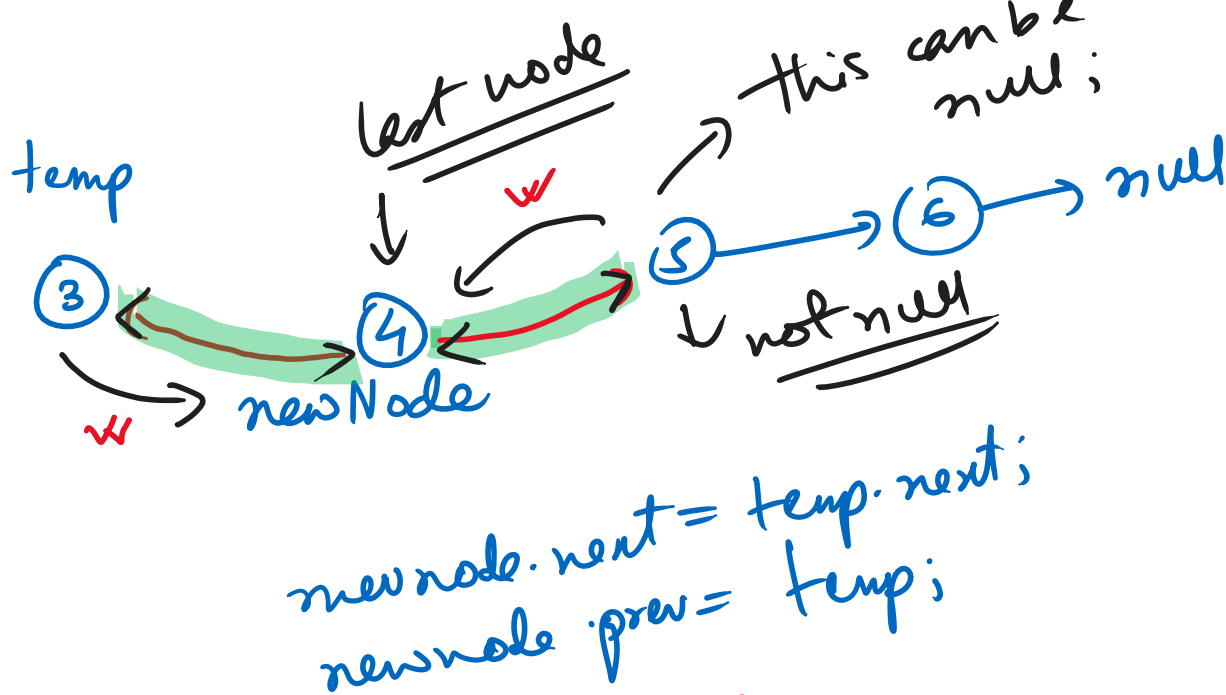 this can be
null;
last node
temp
null
3
4
5
6
not null
newNode
newnode.next = temp.next;
newnode.prev = temp;